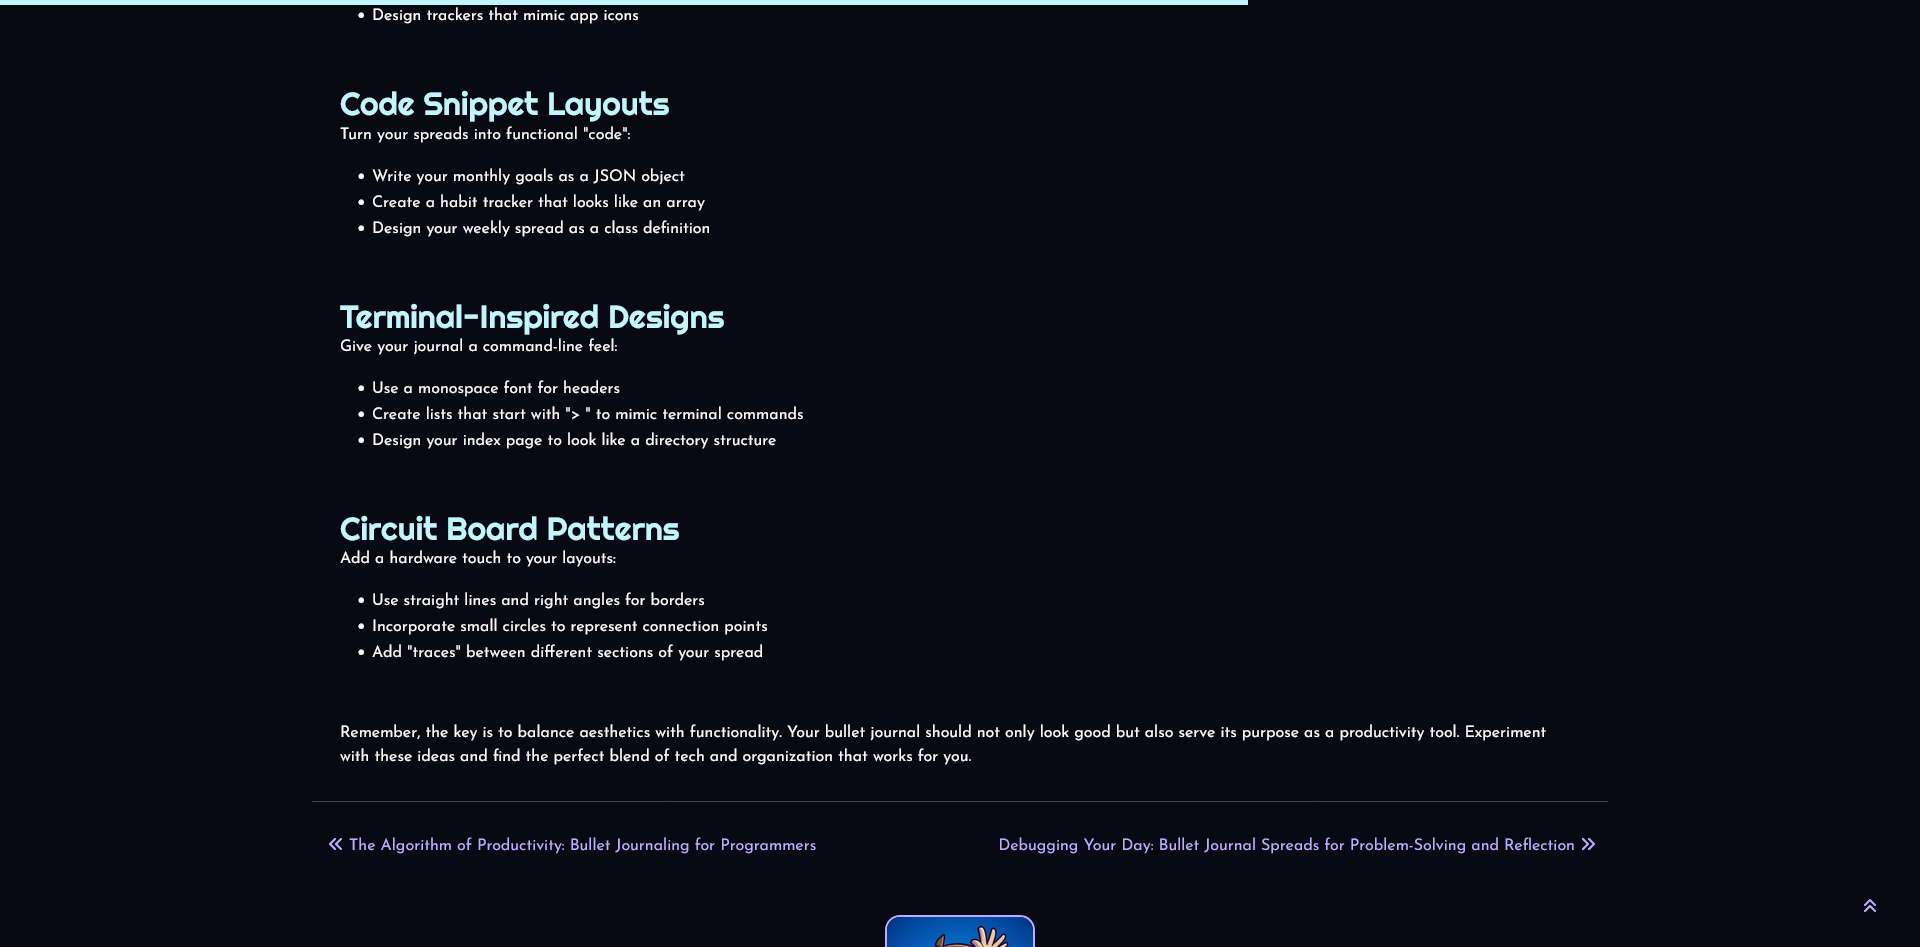 • Design trackers that mimic app icons
Code Snippet Layouts
Turn your spreads into functional "code":
• Write your monthly goals as a JSON object
• Create a habit tracker that looks like an array
• Design your weekly spread as a class definition
Terminal-Inspired Designs
Give your journal a command-line feel:
• Use a monospace font for headers
• Create lists that start with "> " to mimic terminal commands
• Design your index page to look like a directory structure
Circuit Board Patterns
Add a hardware touch to your layouts:
• Use straight lines and right angles for borders
• Incorporate small circles to represent connection points
• Add "traces" between different sections of your spread
Remember, the key is to balance aesthetics with functionality. Your bullet journal should not only look good but also serve its purpose as a productivity tool. Experiment
with these ideas and find the perfect blend of tech and organization that works for you.
« The Algorithm of Productivity: Bullet Journaling for Programmers
Debugging Your Day: Bullet Journal Spreads for Problem-Solving and Reflection »